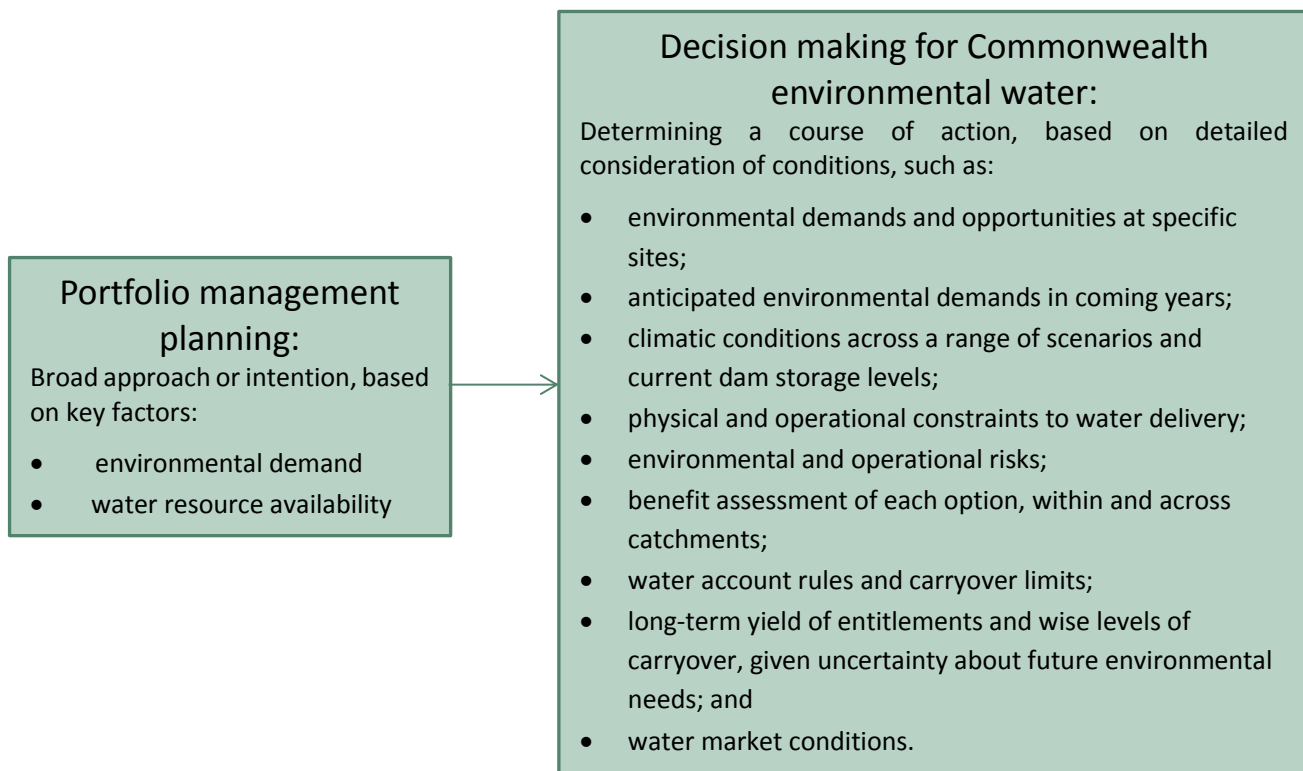 Portfolio management
planning:
Broad approach or intention, based
on key factors:
• environmental demand
• water resource availability
Decision making for Commonwealth
environmental water:
Determining a course of action, based on detailed
consideration of conditions, such as:
• environmental demands and opportunities at specific
sites;
• anticipated environmental demands in coming years;
• climatic conditions across a range of scenarios and
current dam storage levels;
• physical and operational constraints to water delivery;
• environmental and operational risks;
• benefit assessment of each option, within and across
catchments;
• water account rules and carryover limits;
• long-term yield of entitlements and wise levels of
carryover, given uncertainty about future environmental
needs; and
• water market conditions.